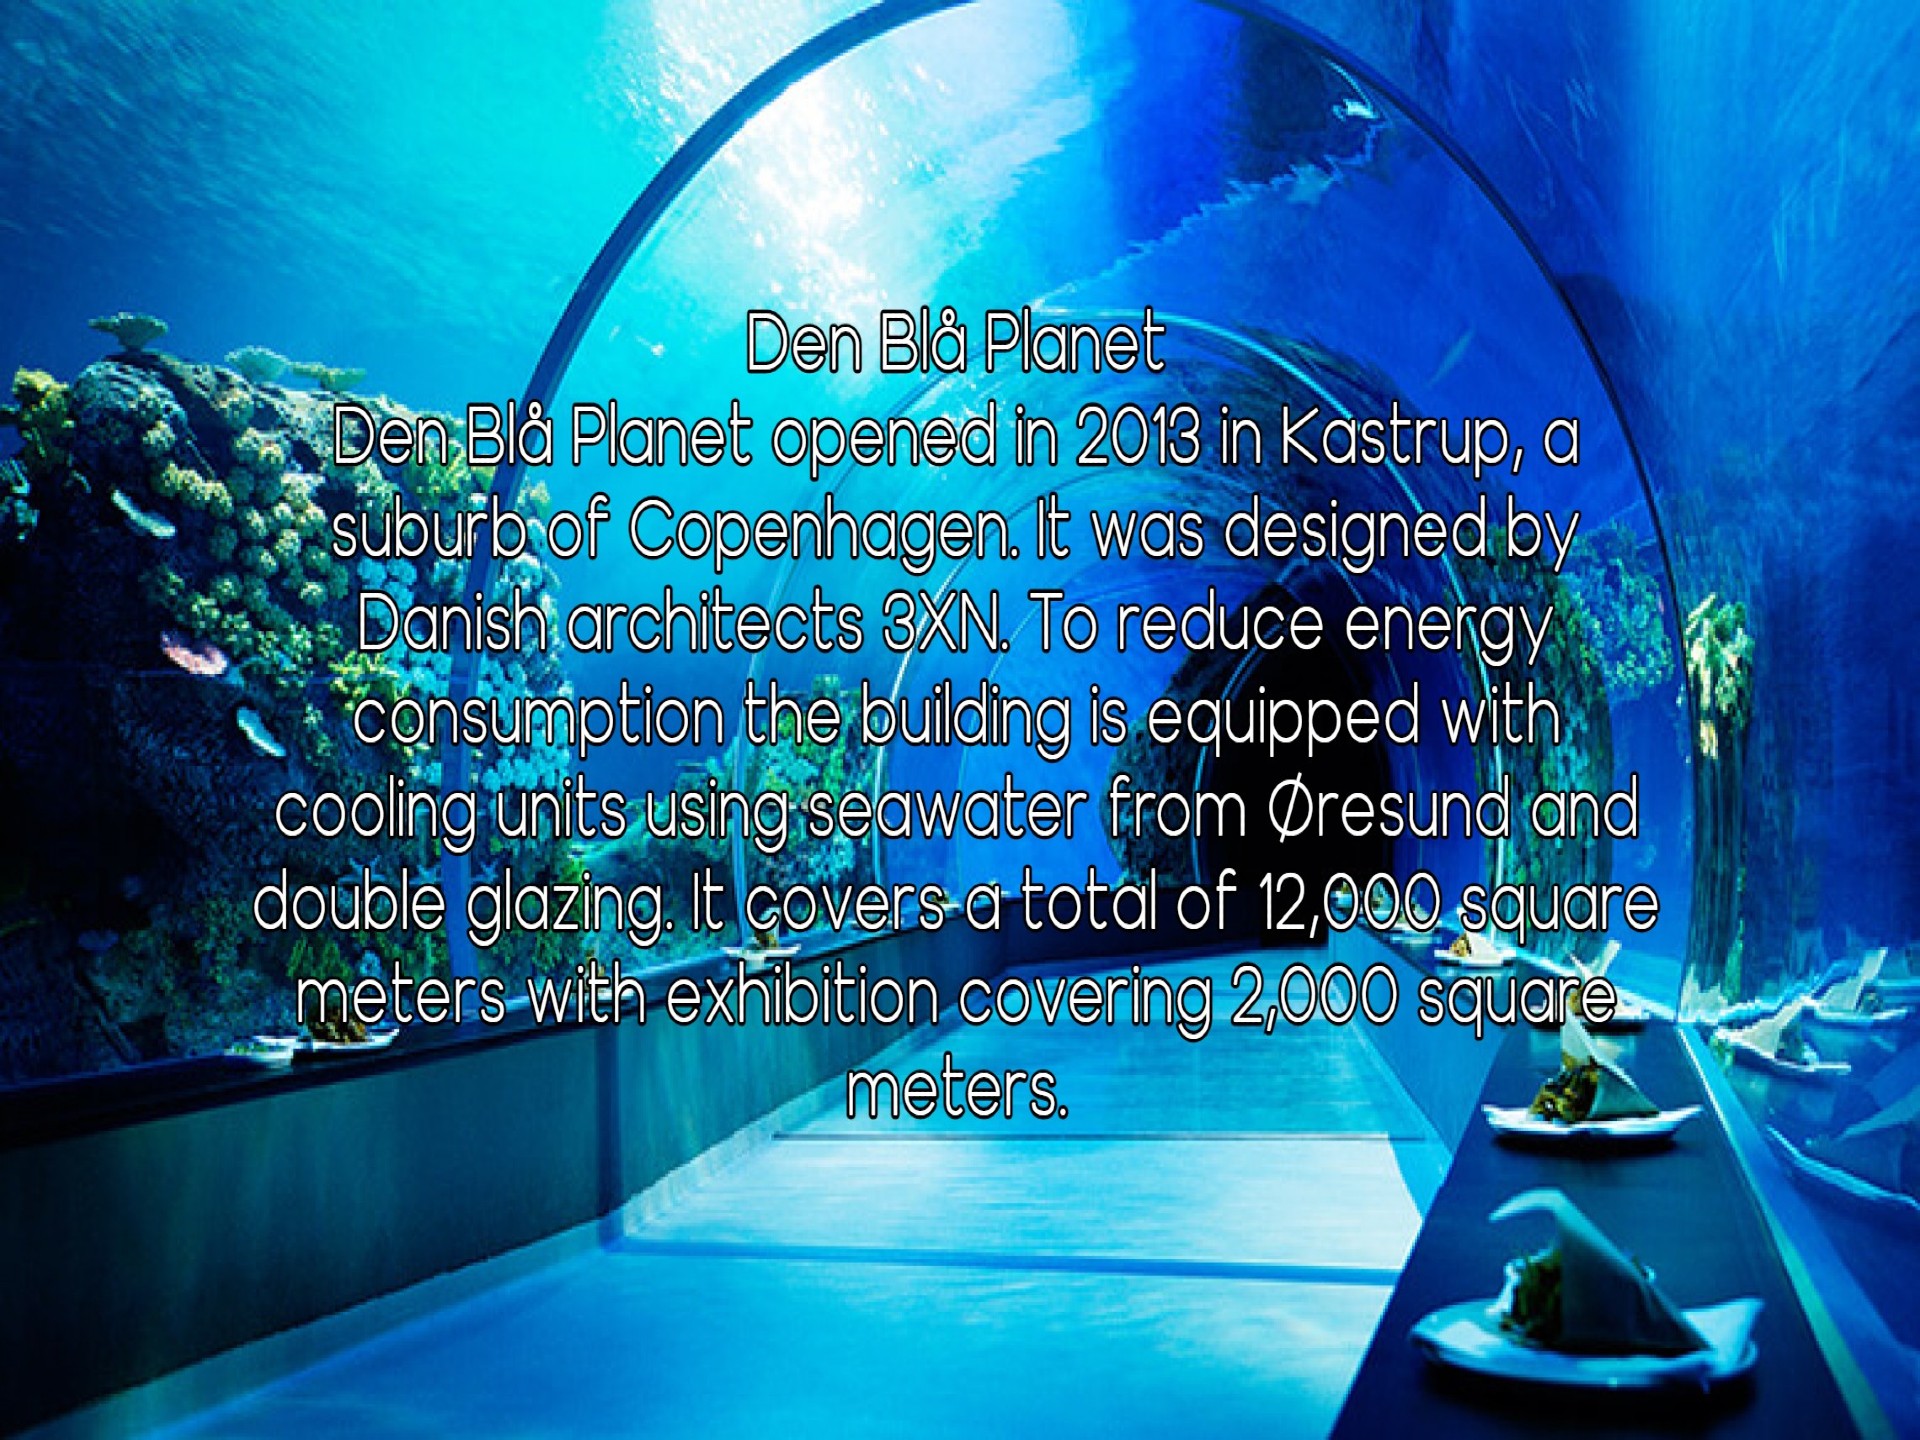 Den Blå Planet
Den Blå Planet opened in 2013 in Kastrup, a
suburb of Copenhagen. It was designed by
Danish architects 3XN. To reduce energy
consumption the building is equipped with
cooling units using seawater from Øresund and
double glazing. It covers a total of 12,000 square
meters with exhibition covering 2,000 square
meters.